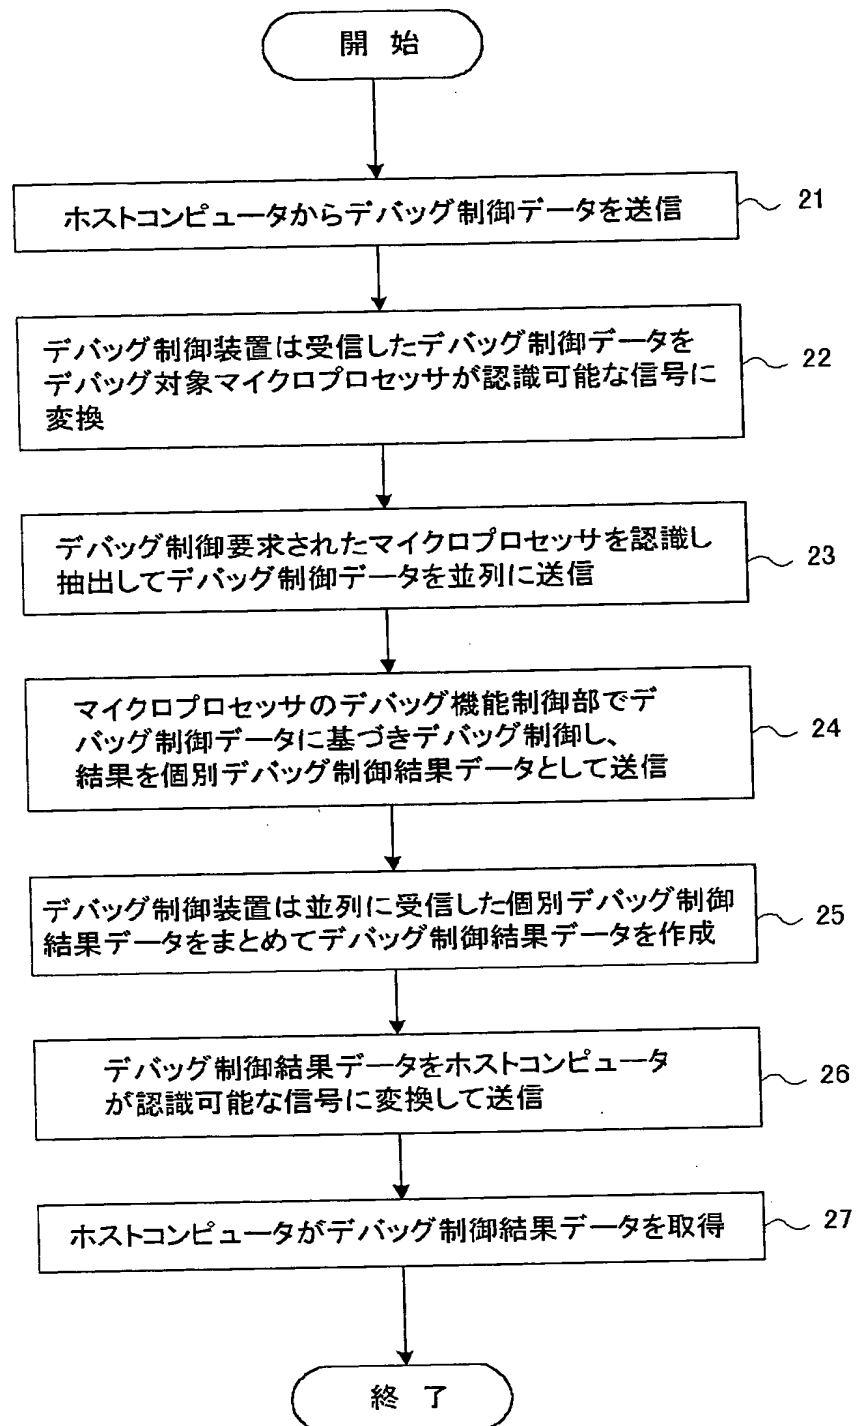 開 始
ホストコンピュータからデバッグ制御データを送信
21
デバッグ制御装置は受信したデバッグ制御データを
デバッグ対象マイクロプロセッサが認識可能な信号に
変換
22
デバッグ制御要求されたマイクロプロセッサを認識し
抽出してデバッグ制御データを並列に送信
23
マイクロプロセッサのデバッグ機能制御部でデ
バッグ制御データに基づきデバッグ制御し、
結果を個別デバッグ制御結果データとして送信
24
デバッグ制御装置は並列に受信した個別デバッグ制御
結果データをまとめてデバッグ制御結果データを作成
25
デバッグ制御結果データをホストコンピュータ
が認識可能な信号に変換して送信
26
ホストコンピュータがデバッグ制御結果データを取得
27
終 了